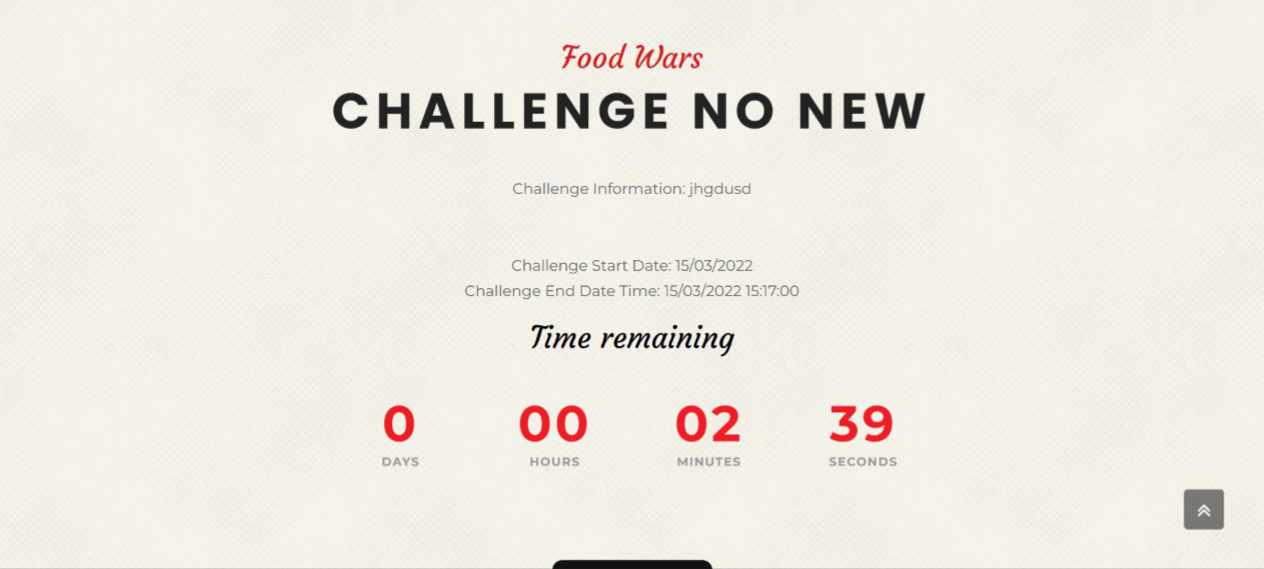 Food Wars
CHALLENGE NO NEW
Challenge Information: jhgdusd
Challenge Start Date: 15/03/2022
Challenge End Date Time: 15/03/2022 15:17:00
Time remaining
0 00 02 39
DAYS HOURS MINUTES SECONDS